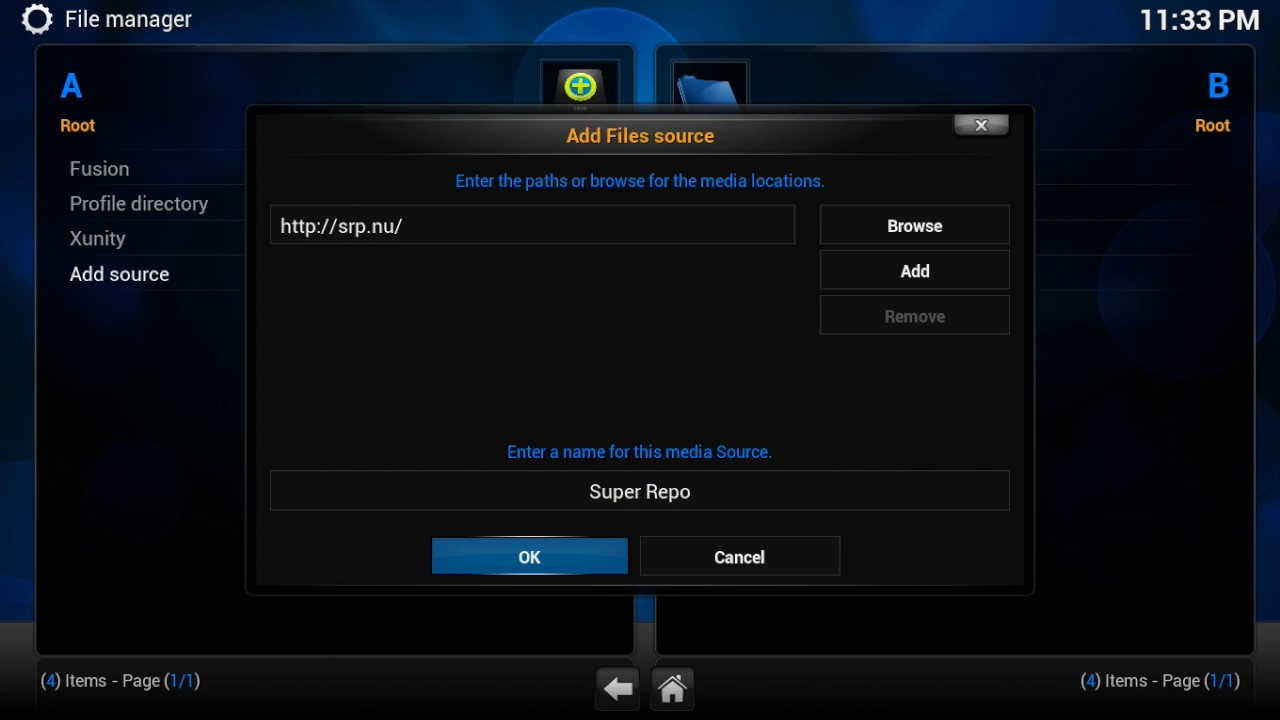 File manager
11:33 PM
A
B
Root
Root
Add Files source
Enter the paths or browse for the media locations.
Fusion
Profile directory
Xunity
Add source
http://srp.nu/
Browse
Add
Remove
Enter a name for this media Source.
Super Repo
OK
Cancel
(4) Items - Page (1/1)
(4) Items - Page (1/1)